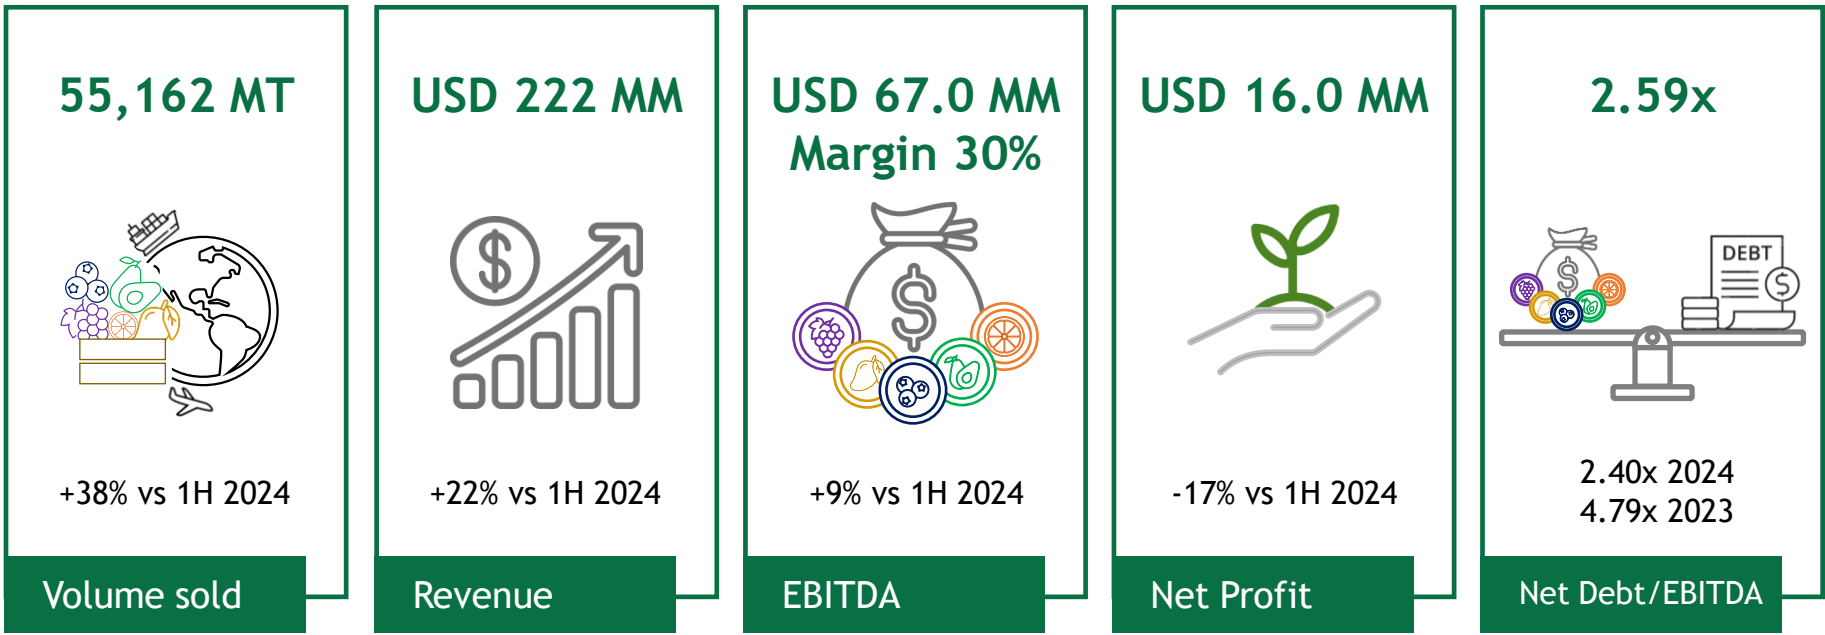 55,162 MT
+38% vs 1H 2024
Volume sold
USD 222 MM
$
+22% vs 1H 2024
Revenue
USD 67.0 MM
Margin 30%
$
+9% vs 1H 2024
EBITDA
USD 16.0 MM
-17% vs 1H 2024
Net Profit
2.59x
$
DEBT
$
2.40x 2024
4.79x 2023
Net Debt/EBITDA